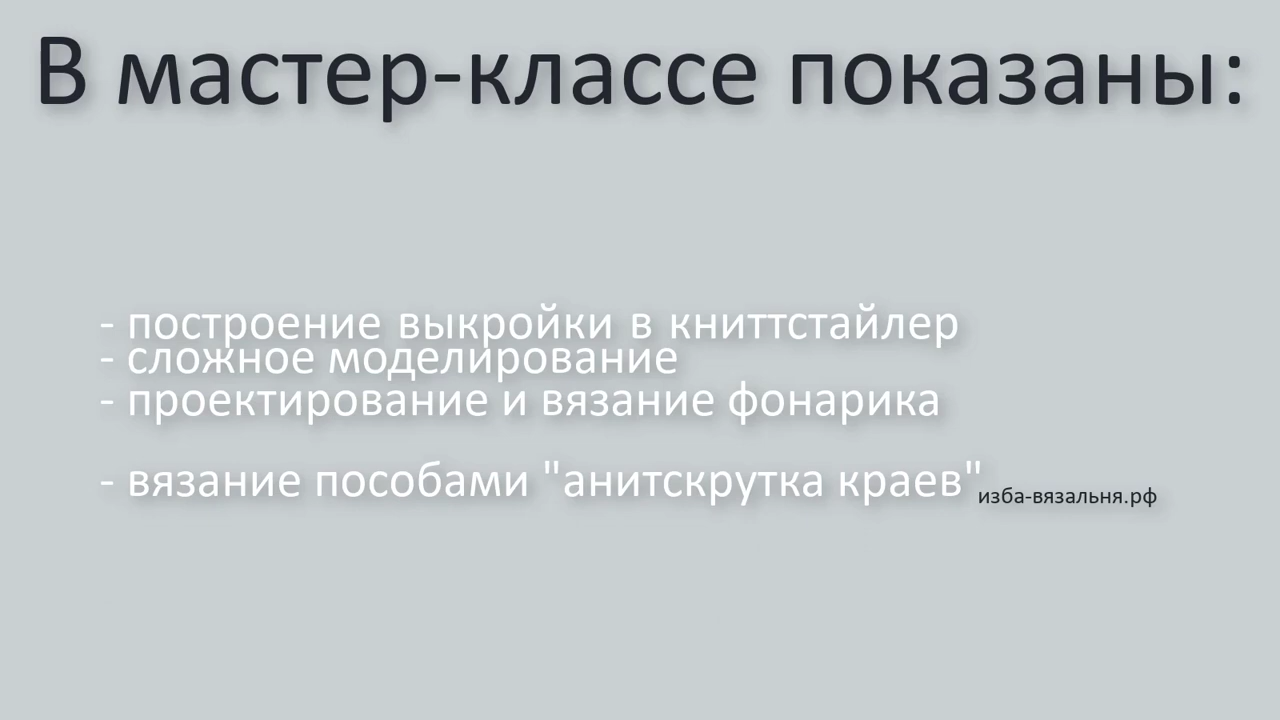 В мастер-классе показаны:
- построение выкройки в книттстайлер
- сложное моделирование
- проектирование и вязание фонарика
- вязание пособами "анитскрутка краев"
изба-вязальня.рф